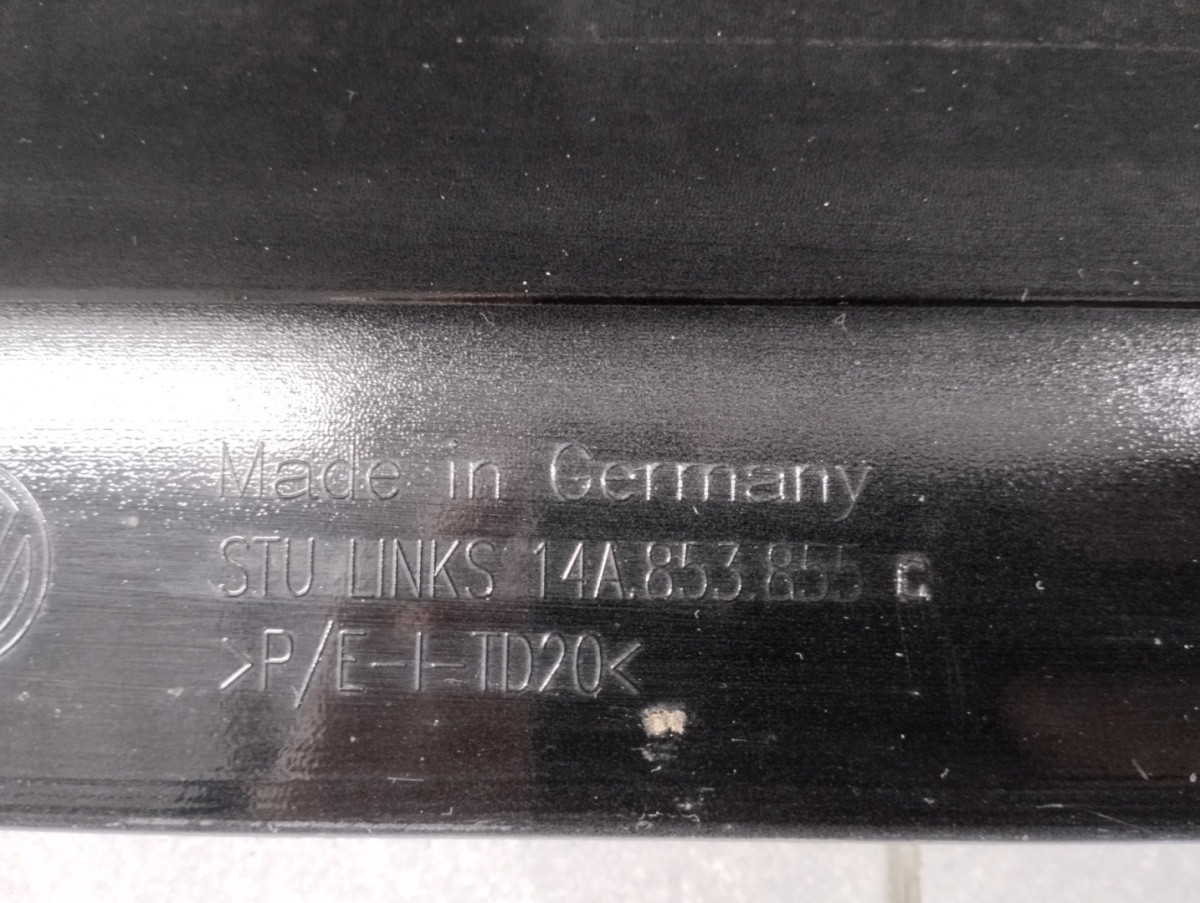 Made in Germany
STU LINKS 14A.853.855 C
>P/E-I-TD20<